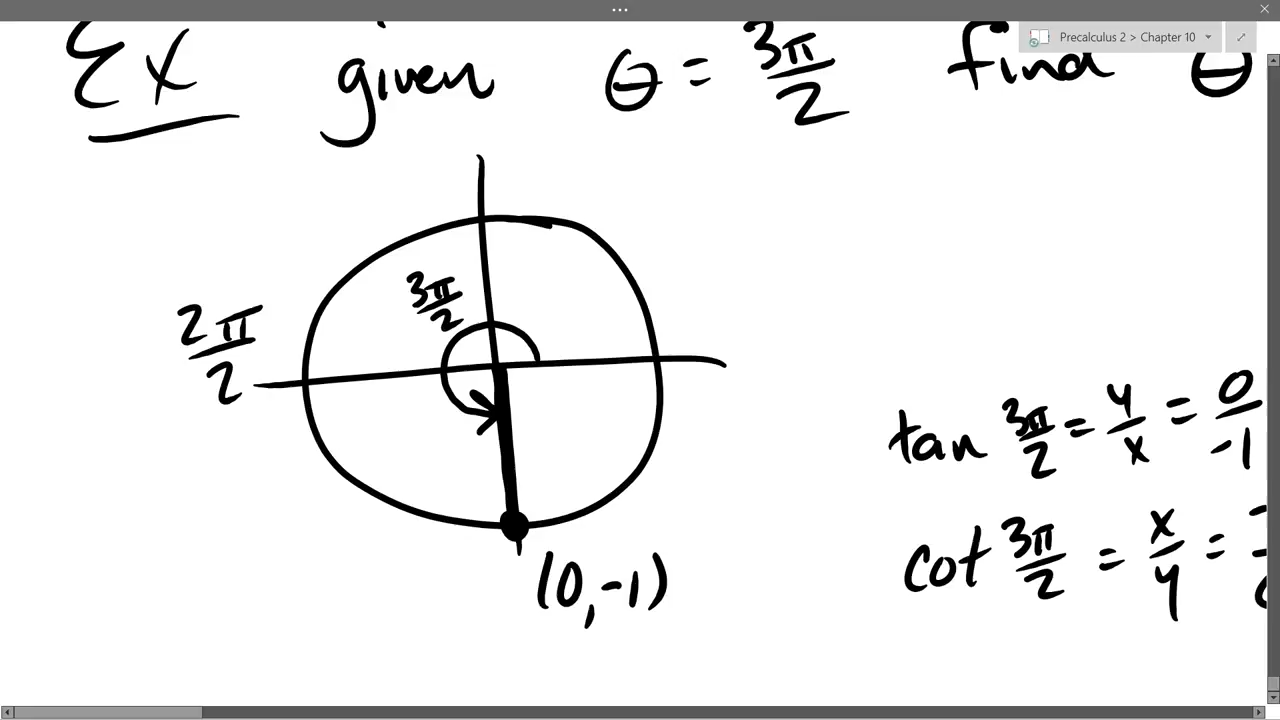 Precalculus 2 > Chapter 10
Ex given θ = 3π/2 find θ
3π/2
2π/2
(0,-1)
tan 3π/2 = y/x = 0/-1
cot 3π/2 = x/y =